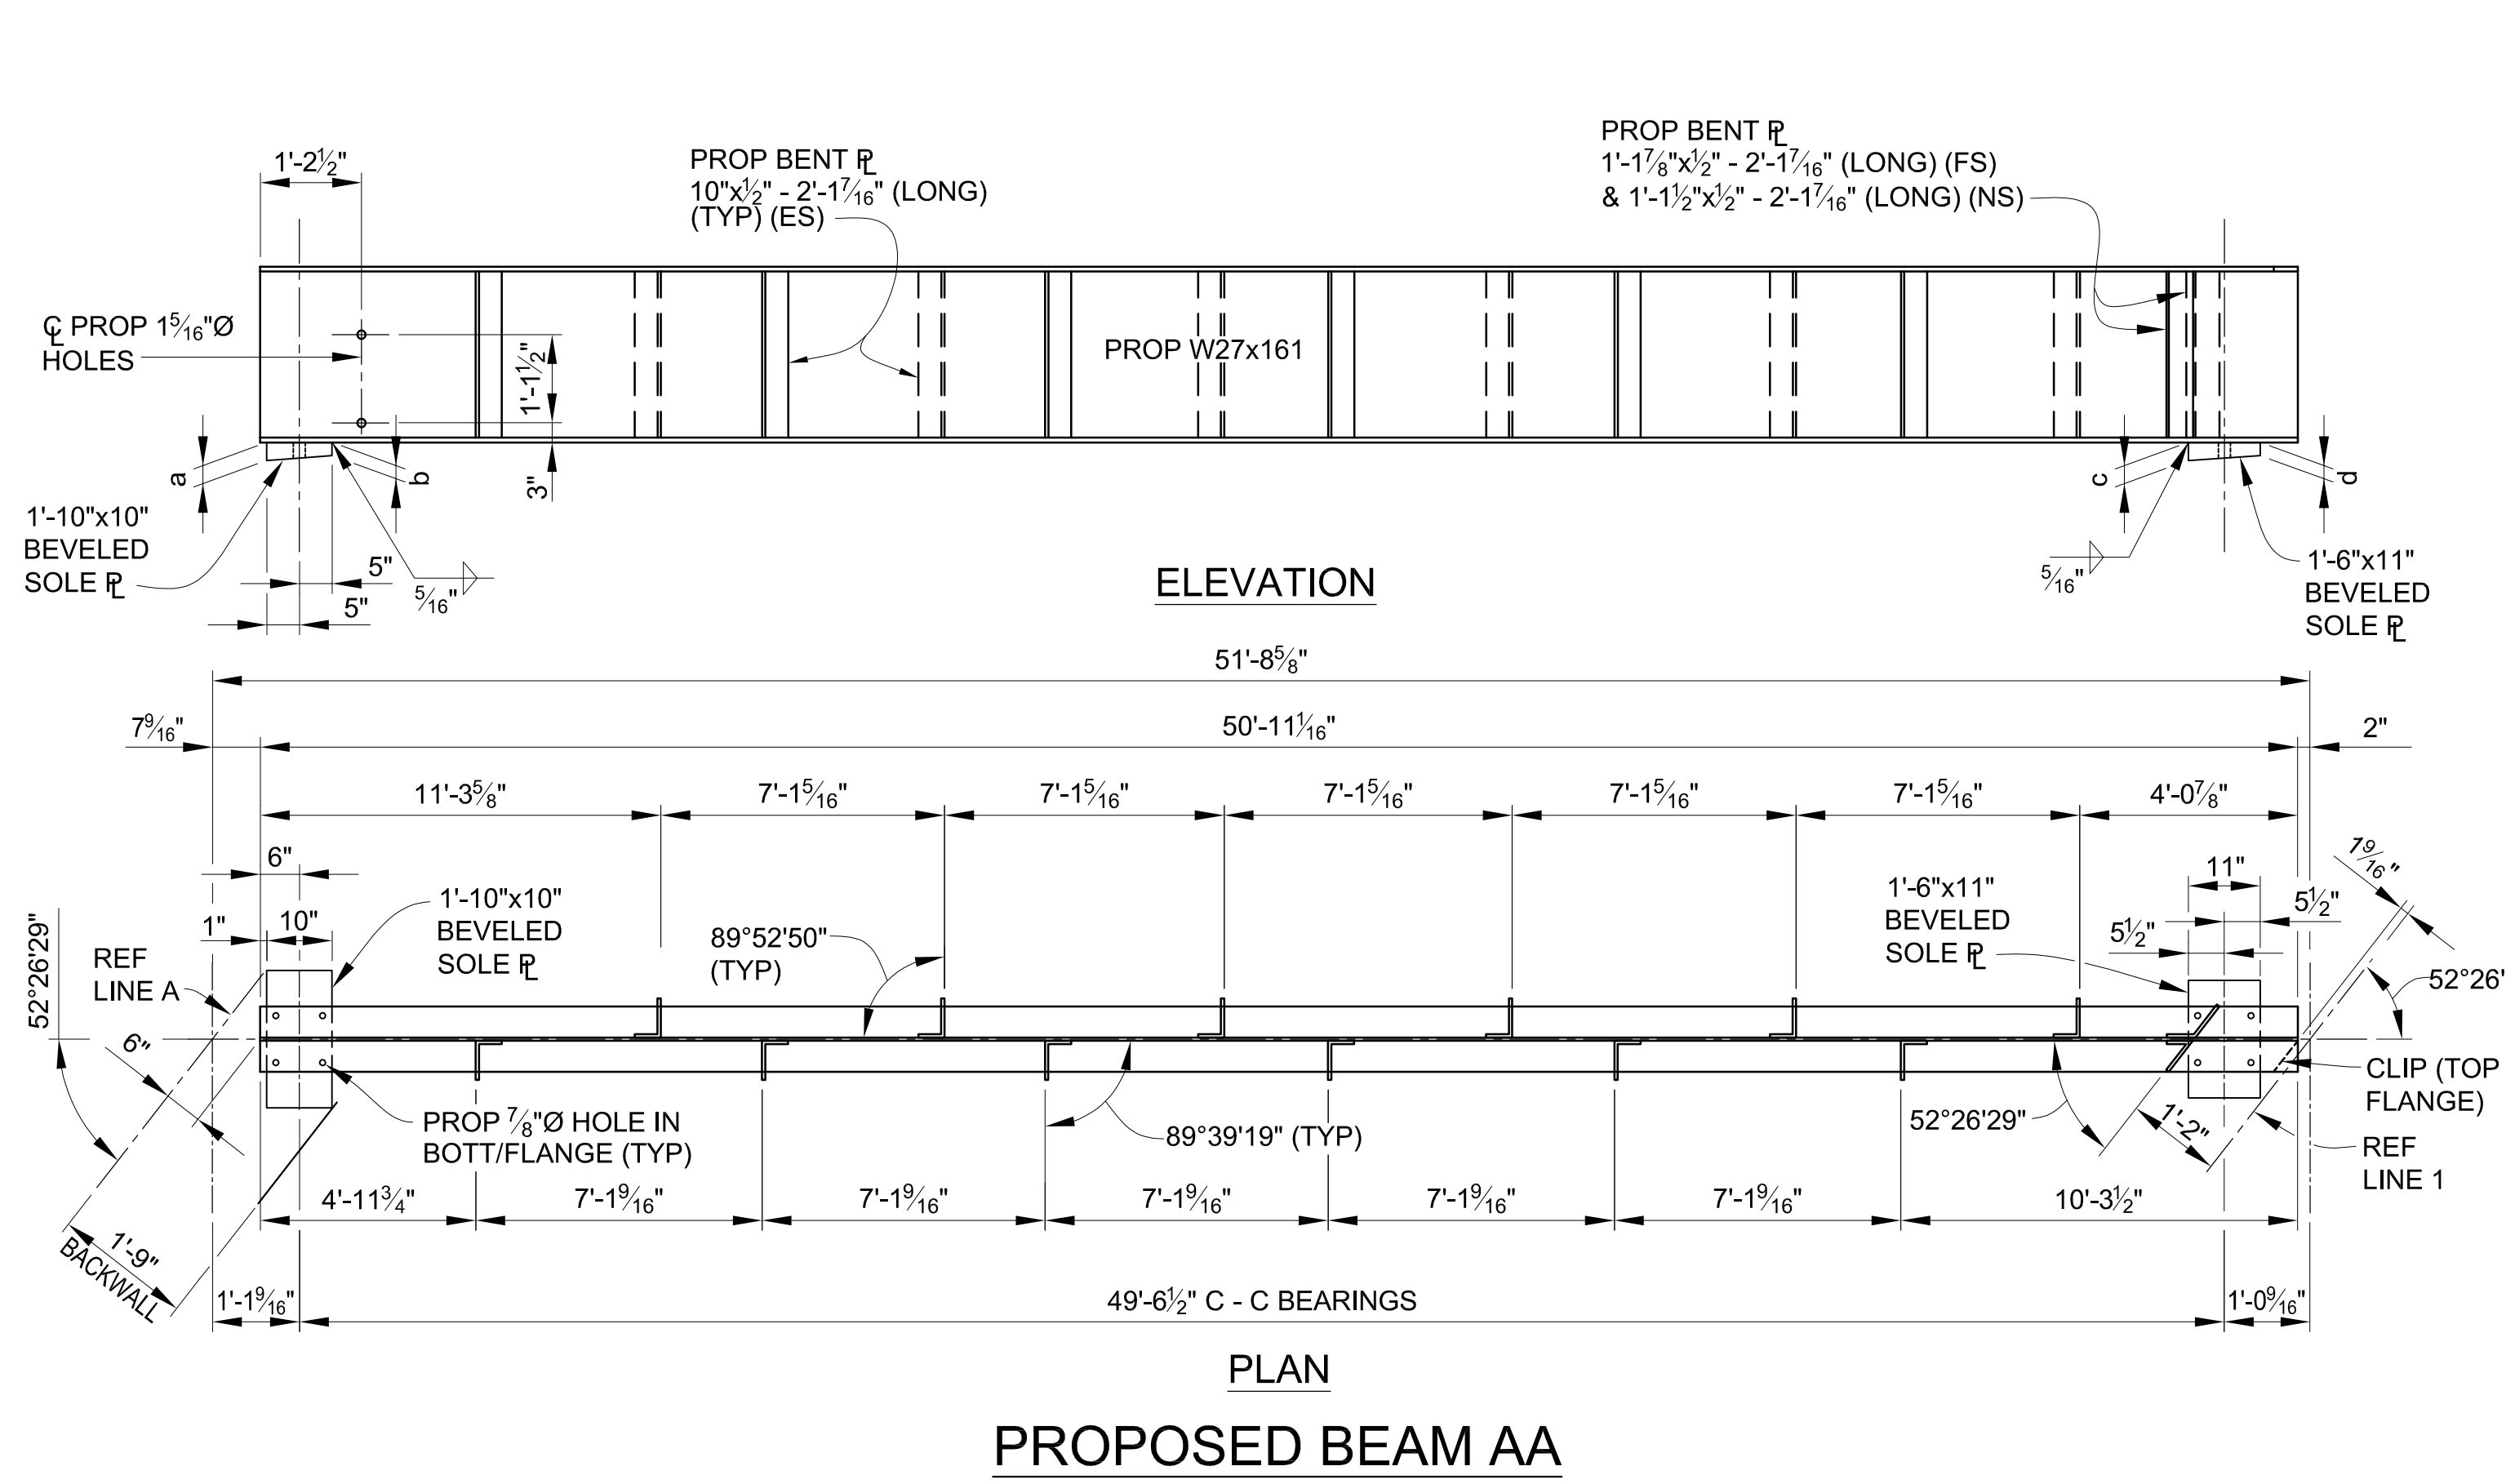 PROP BENT ℄
1'-1⅞"x½" - 2'-1⁷⁄₁₆" (LONG) (FS)
& 1'-1½"x½" - 2'-1⁷⁄₁₆" (LONG) (NS)
PROP BENT PL
10"x½" - 2'-1⁷⁄₁₆" (LONG)
(TYP) (ES)
1'-2½"
CL PROP 1⁵⁄₁₆"Ø
HOLES
1'-1½"
3"
PROP W27x161
a
b
c
d
1'-10"x10"
BEVELED
SOLE PL
5"
5"
⁵⁄₁₆"
⁵⁄₁₆"
1'-6"x11"
BEVELED
SOLE PL
ELEVATION
51'-8⅝"
7⁹⁄₁₆"
50'-11¹⁄₁₆"
2"
11'-3⅝"
7'-1⁵⁄₁₆"
7'-1⁵⁄₁₆"
7'-1⁵⁄₁₆"
7'-1⁵⁄₁₆"
7'-1⁵⁄₁₆"
4'-0⅞"
6"
1"
10"
1'-10"x10"
BEVELED
SOLE PL
89°52'50"
(TYP)
1'-6"x11"
BEVELED
SOLE PL
11"
5½"
5½"
1⁹⁄₁₆"
52°26'
52°26'29"
REF
LINE A
6"
PROP ⅞"Ø HOLE IN
BOTT/FLANGE (TYP)
89°39'19" (TYP)
52°26'29"
1'-2"
CLIP (TOP
FLANGE)
REF
LINE 1
4'-11¾"
7'-1⁹⁄₁₆"
7'-1⁹⁄₁₆"
7'-1⁹⁄₁₆"
7'-1⁹⁄₁₆"
7'-1⁹⁄₁₆"
10'-3½"
1'-9"
BACKWALL
1'-1⁹⁄₁₆"
49'-6½" C - C BEARINGS
1'-0⁹⁄₁₆"
PLAN
PROPOSED BEAM AA